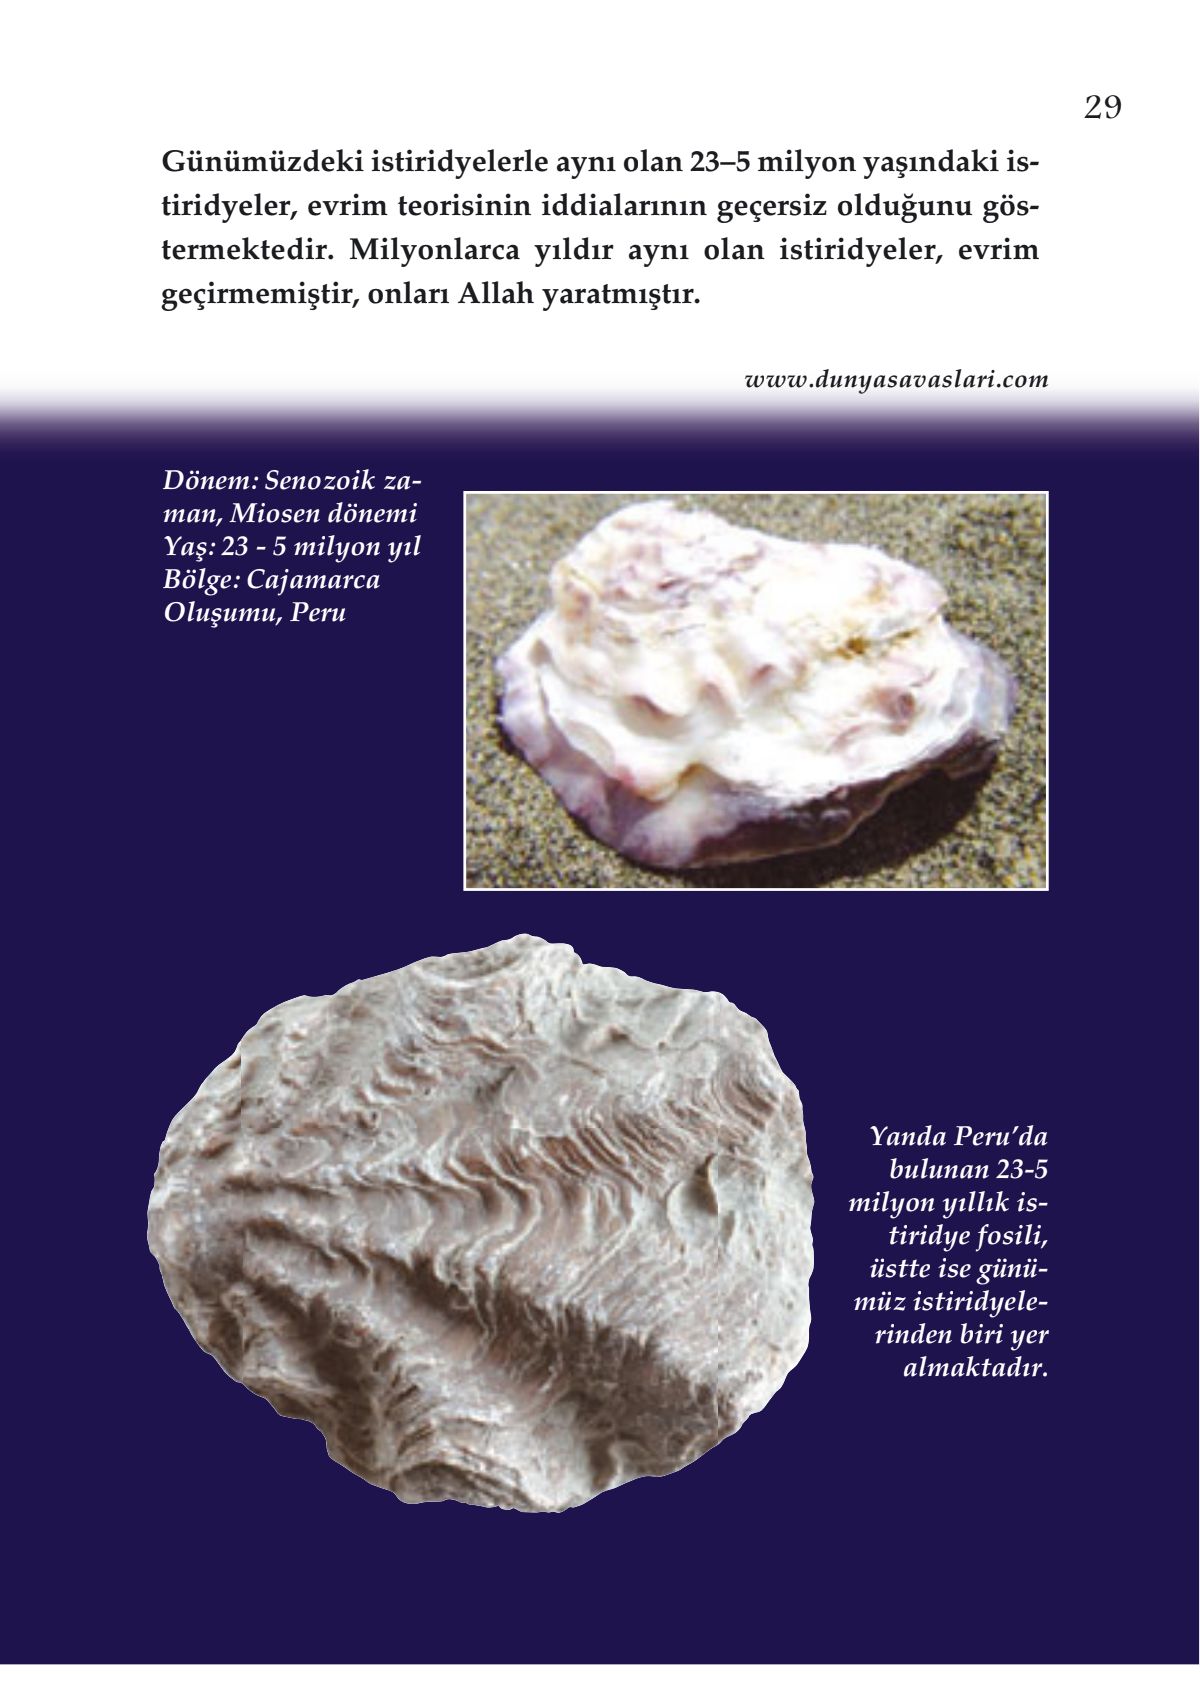 29
Günümüzdeki istiridyelerle aynı olan 23–5 milyon yaşındaki is-
tiridyeler, evrim teorisinin iddialarının geçersiz olduğunu gös-
termektedir. Milyonlarca yıldır aynı olan istiridyeler, evrim
geçirmemiştir, onları Allah yaratmıştır.
www.dunyasavaslari.com
Dönem: Senozoik za-
man, Miosen dönemi
Yaş: 23 - 5 milyon yıl
Bölge: Cajamarca
Oluşumu, Peru
Yanda Peru’da
bulunan 23-5
milyon yıllık is-
tiridye fosili,
üstte ise günü-
müz istiridyele-
rinden biri yer
almaktadır.